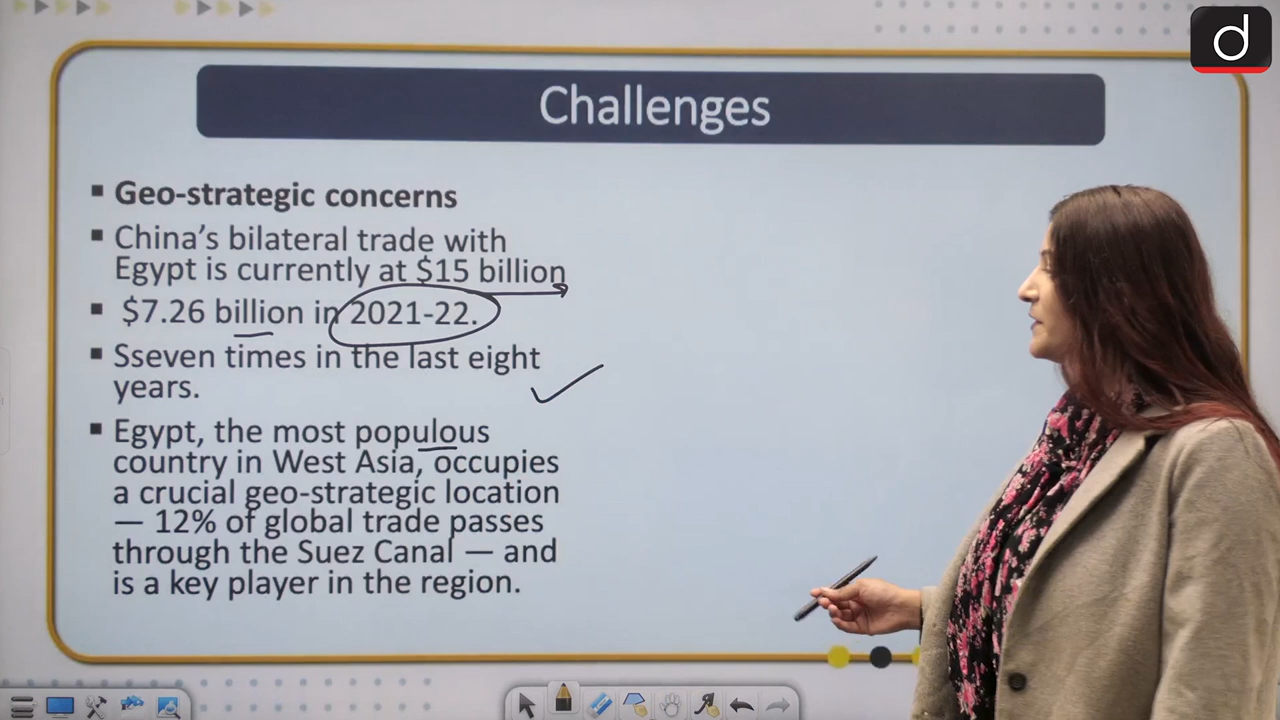 d
Challenges
▪ Geo-strategic concerns
▪ China's bilateral trade with
Egypt is currently at $15 billion
▪ $7.26 billion in 2021-22.
▪ Sseven times in the last eight
years.
▪ Egypt, the most populous
country in West Asia, occupies
a crucial geo-strategic location
— 12% of global trade passes
through the Suez Canal — and
is a key player in the region.